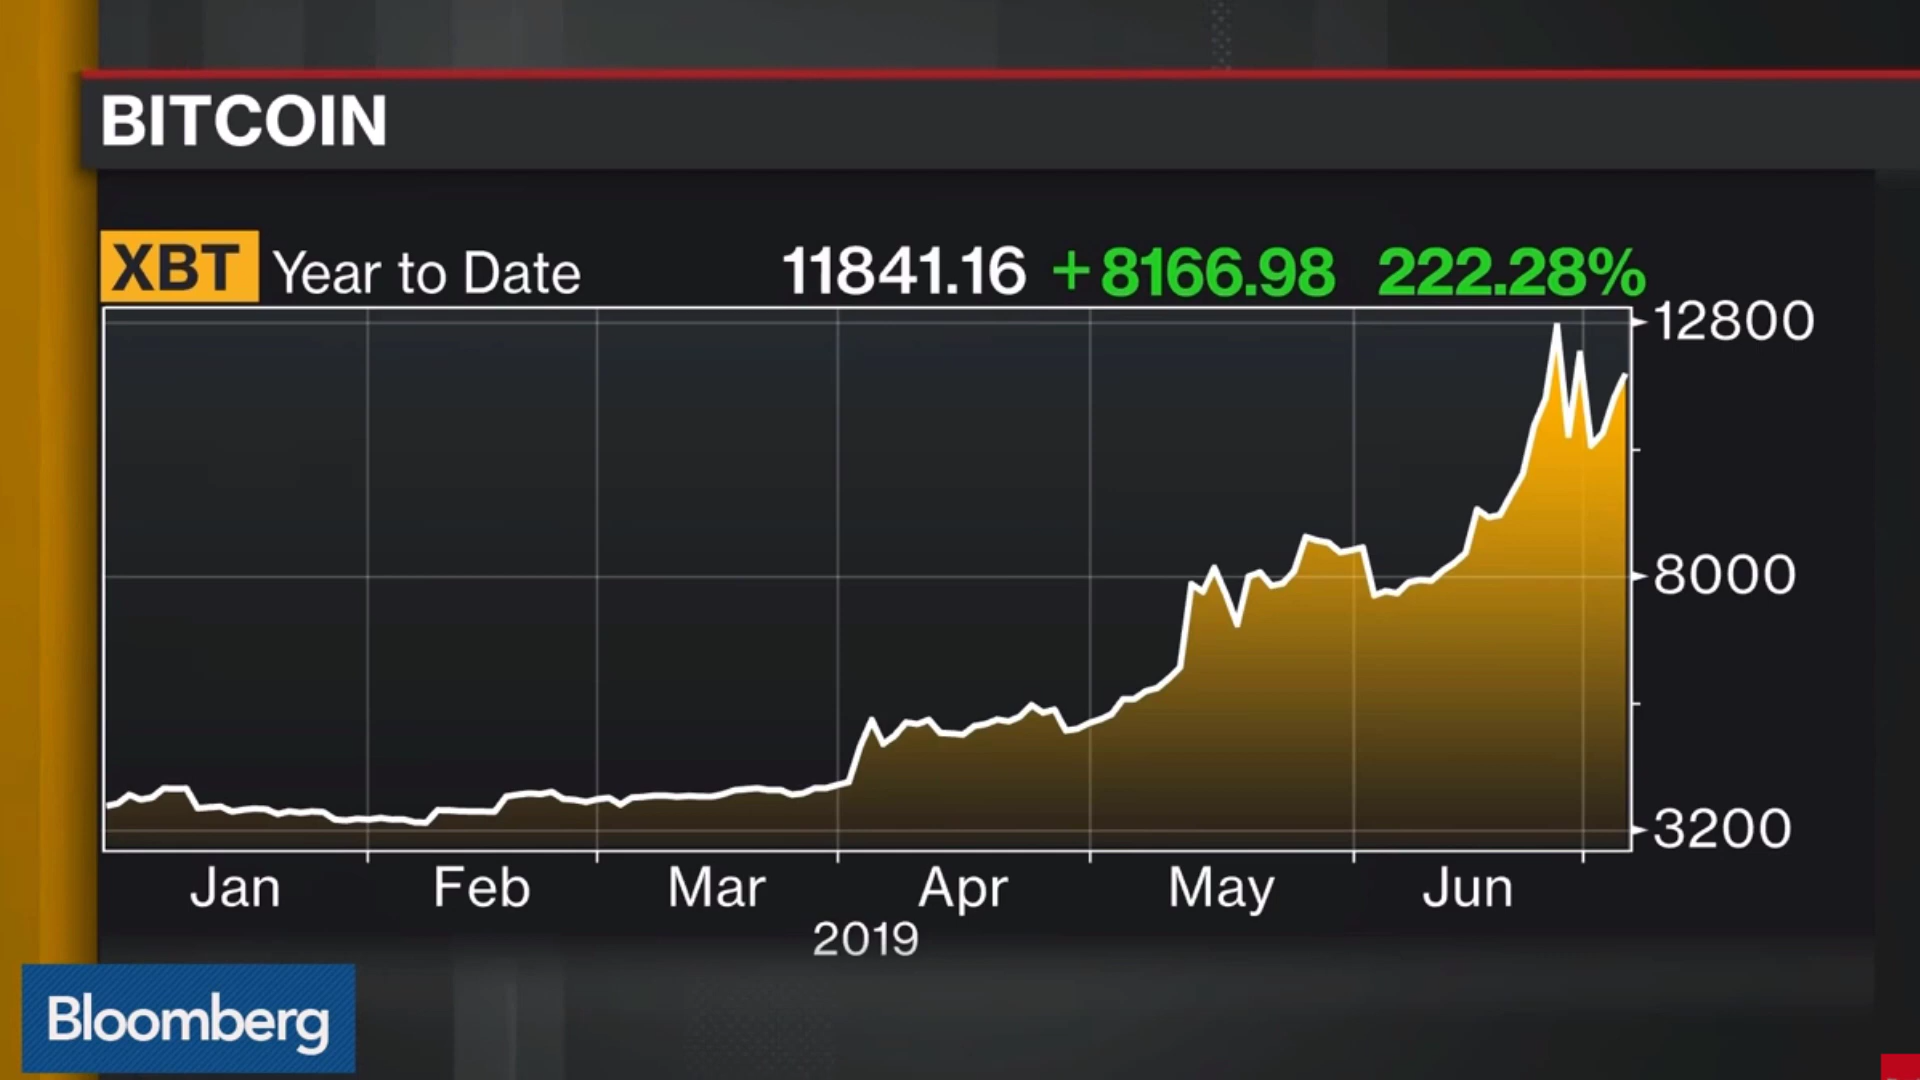 BITCOIN
XBT Year to Date 11841.16 +8166.98 222.28%
12800
8000
3200
Jan Feb Mar Apr May Jun
2019
Bloomberg